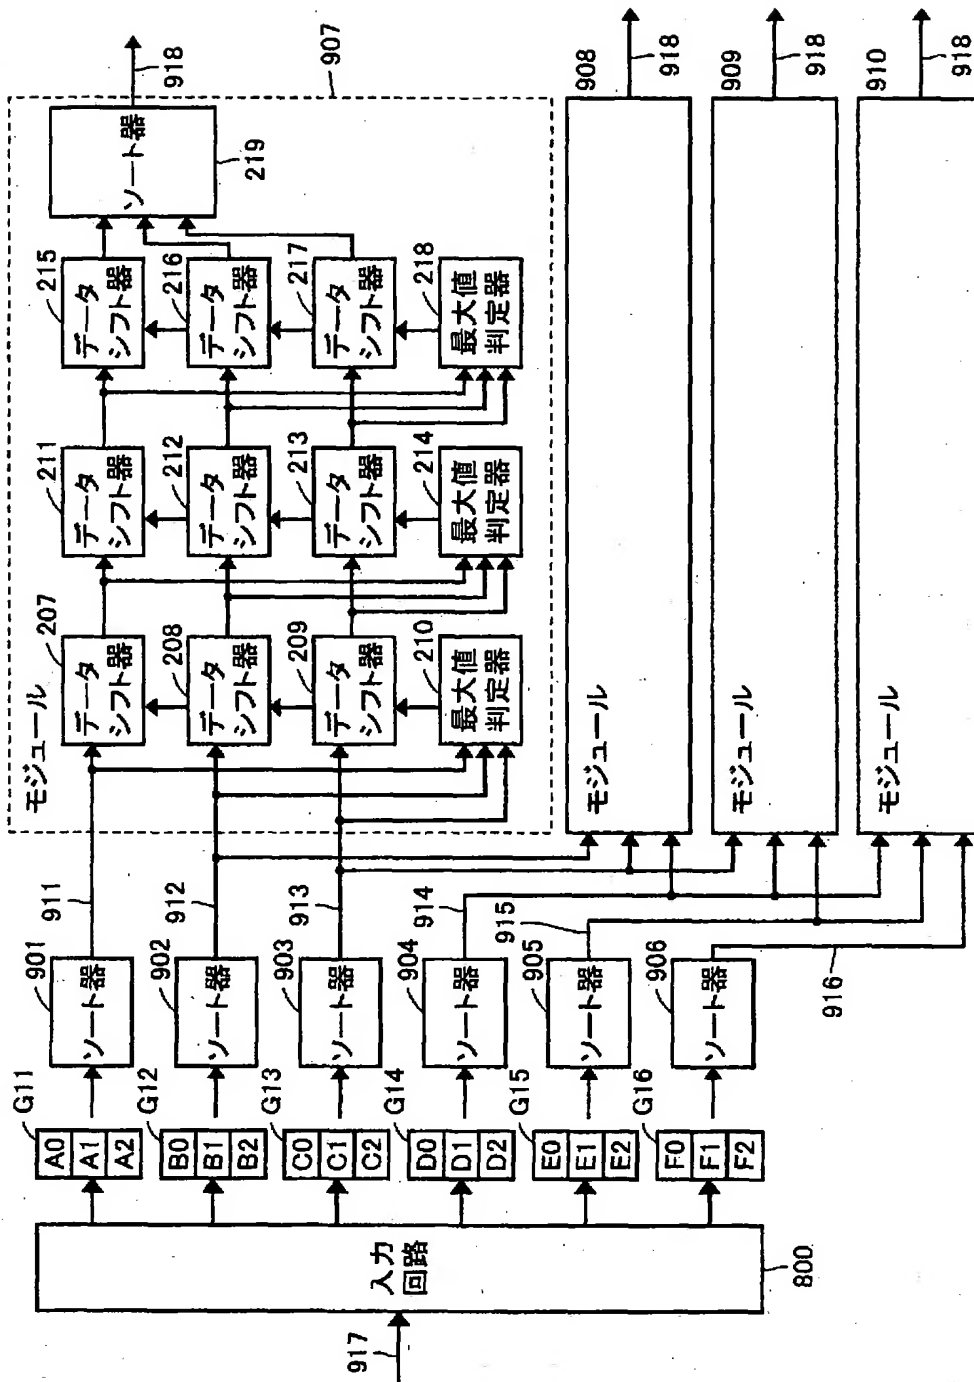 917
入力
回路
800
G11
A0
A1
A2
G12
B0
B1
B2
G13
C0
C1
C2
G14
D0
D1
D2
G15
E0
E1
E2
G16
F0
F1
F2
901
ソート器
902
ソート器
903
ソート器
904
ソート器
905
ソート器
906
ソート器
911
912
913
914
915
916
モジュール
907
207
データ
シフト器
208
データ
シフト器
209
データ
シフト器
210
最大値
判定器
211
データ
シフト器
212
データ
シフト器
213
データ
シフト器
214
最大値
判定器
215
データ
シフト器
216
データ
シフト器
217
データ
シフト器
218
最大値
判定器
ソート器
219
918
モジュール
908
918
モジュール
909
918
モジュール
910
918